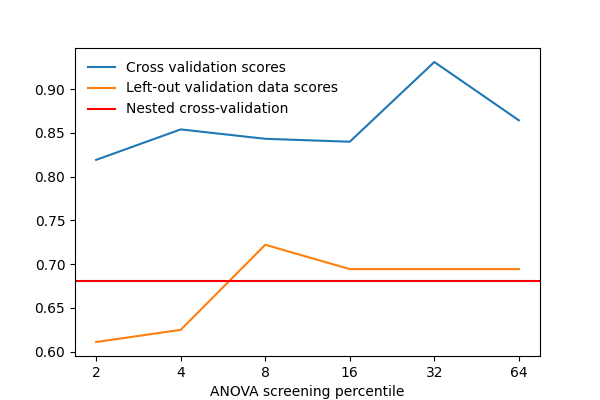 Cross validation scores
Left-out validation data scores
Nested cross-validation
0.90
0.85
0.80
0.75
0.70
0.65
0.60
2 4 8 16 32 64
ANOVA screening percentile